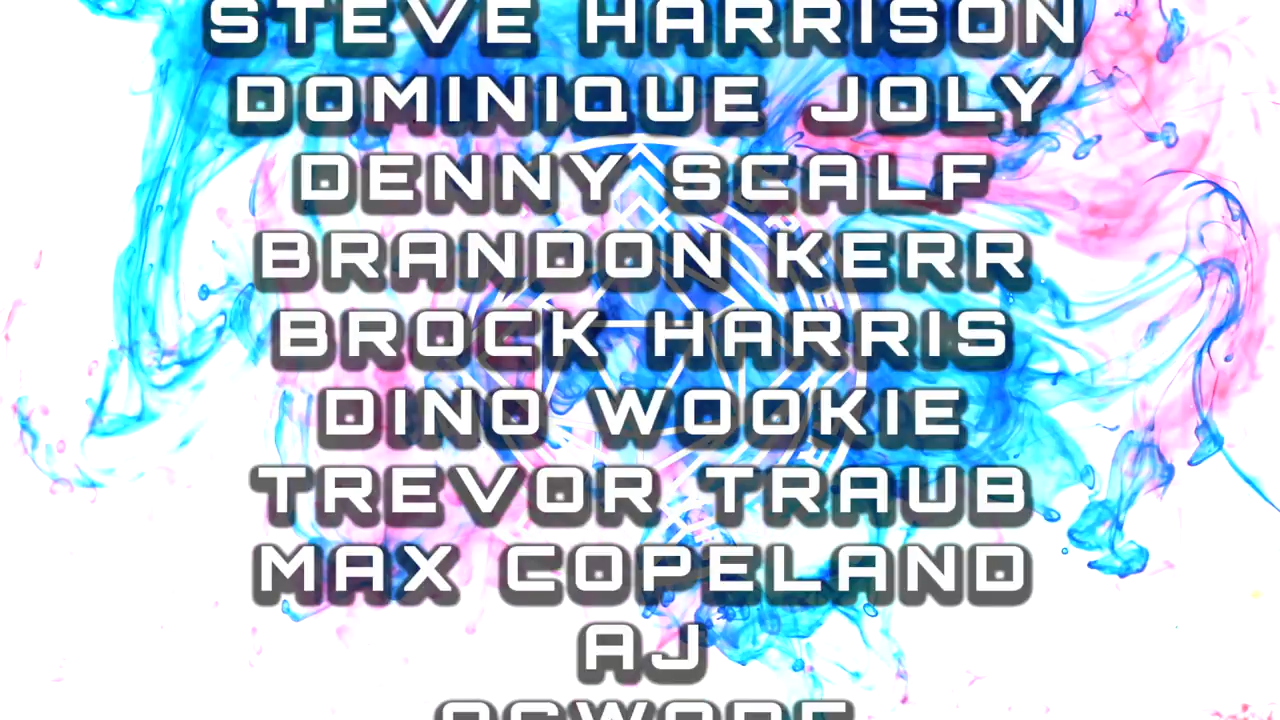 STEVE HARRISON
DOMINIQUE JOLY
DENNY SCALF
BRANDON KERR
BROCK HARRIS
DINO WOOKIE
TREVOR TRAUB
MAX COPELAND
AJ